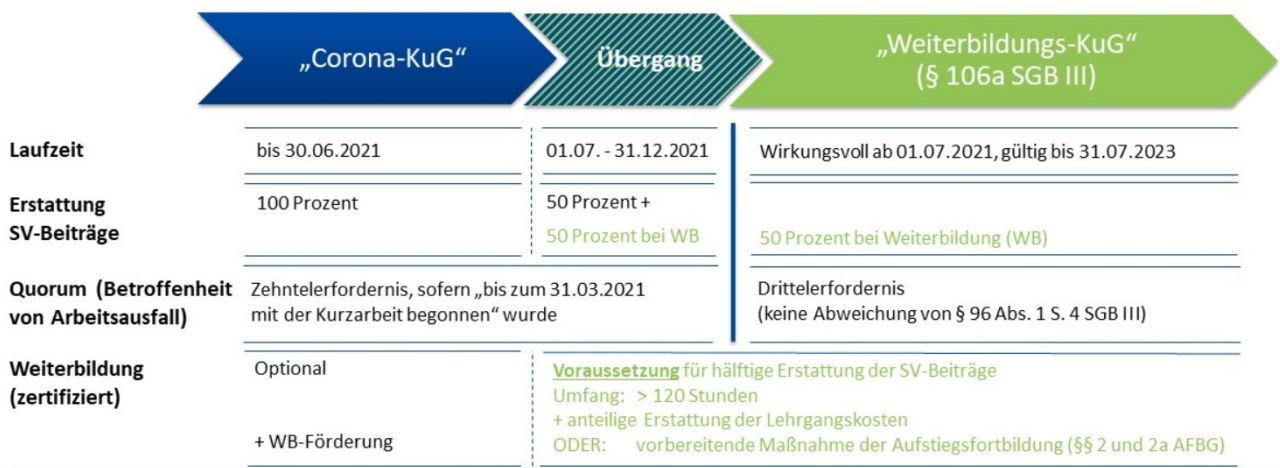 „Corona-KuG“
Übergang
„Weiterbildungs-KuG“
(§ 106a SGB III)
Laufzeit
bis 30.06.2021
01.07. - 31.12.2021
Wirkungsvoll ab 01.07.2021, gültig bis 31.07.2023
Erstattung
SV-Beiträge
100 Prozent
50 Prozent +
50 Prozent bei WB
50 Prozent bei Weiterbildung (WB)
Quorum (Betroffenheit
von Arbeitsausfall)
Zehntelerfordernis, sofern „bis zum 31.03.2021
mit der Kurzarbeit begonnen“ wurde
Drittelerfordernis
(keine Abweichung von § 96 Abs. 1 S. 4 SGB III)
Weiterbildung
(zertifiziert)
Optional
+ WB-Förderung
Voraussetzung für hälftige Erstattung der SV-Beiträge
Umfang: > 120 Stunden
+ anteilige Erstattung der Lehrgangskosten
ODER: vorbereitende Maßnahme der Aufstiegsfortbildung (§§ 2 und 2a AFBG)